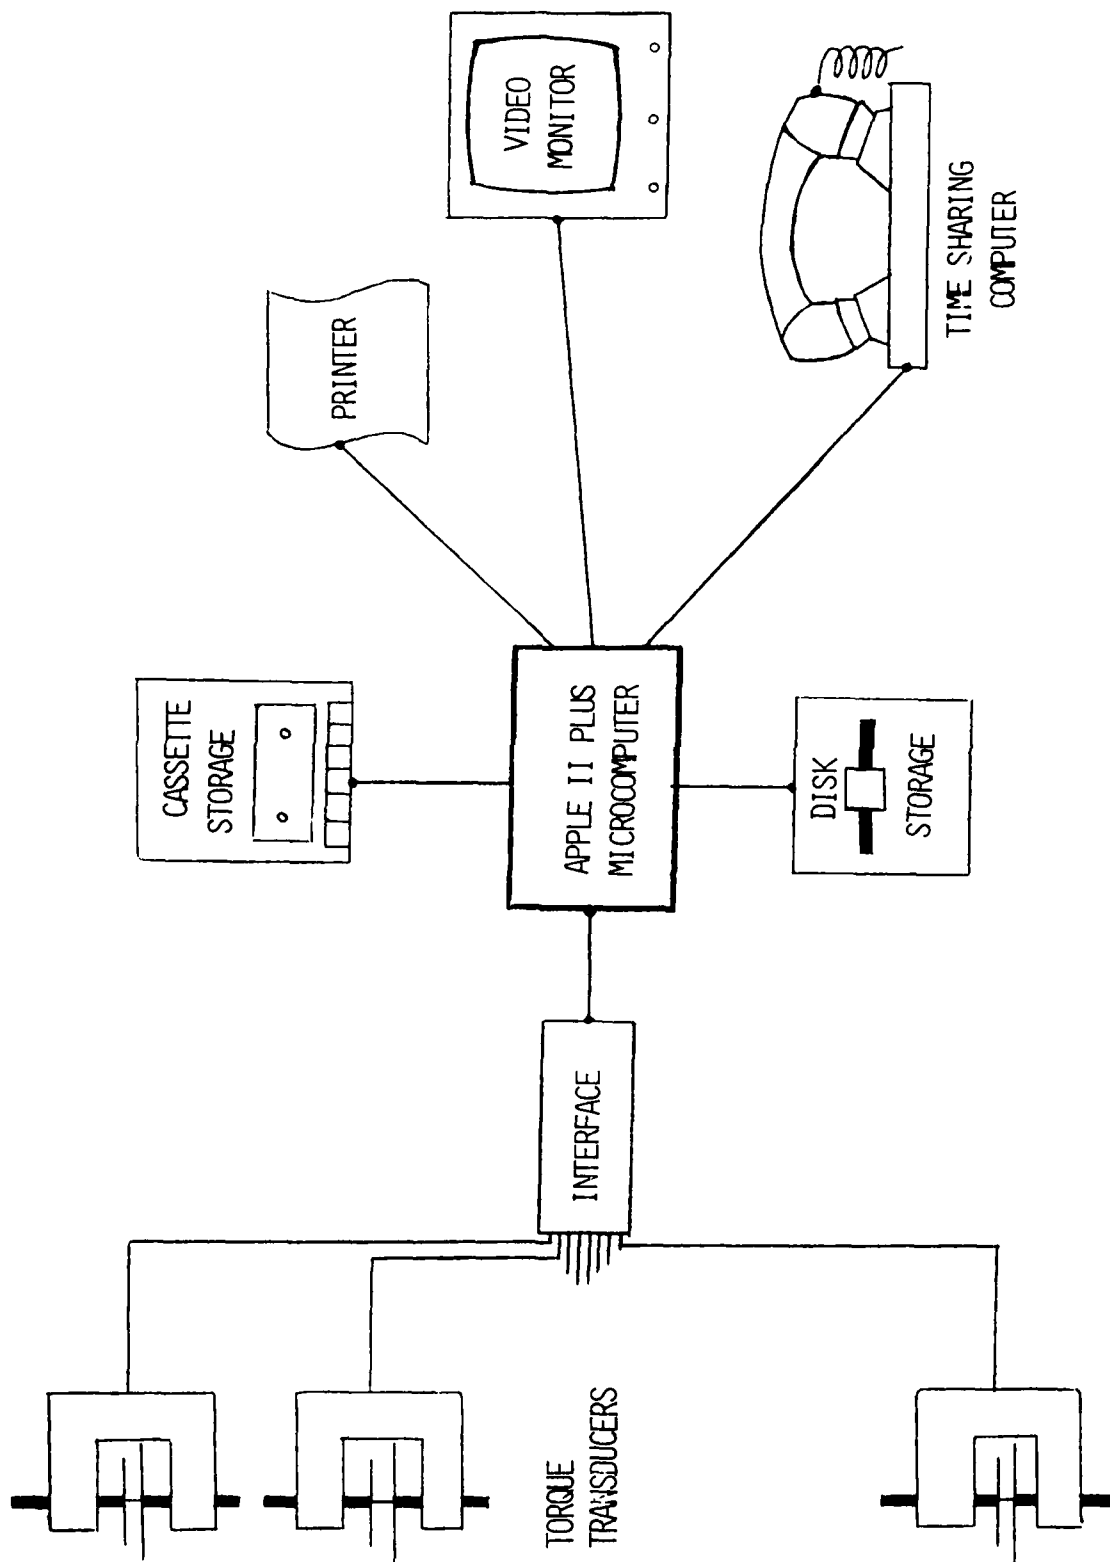 TORQUE
TRANSDUCERS
INTERFACE
CASSETTE
STORAGE
APPLE II PLUS
MICROCOMPUTER
DISK
STORAGE
PRINTER
VIDEO
MONITOR
TIME SHARING
COMPUTER